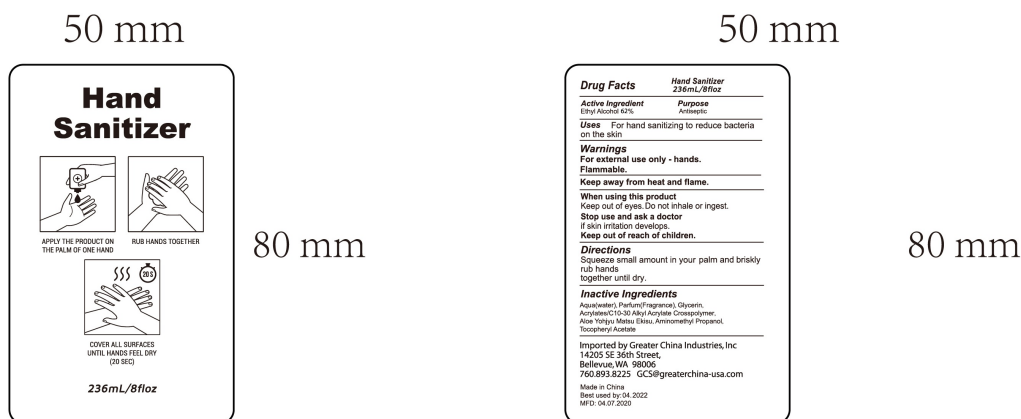 50 mm
Hand
Sanitizer
APPLY THE PRODUCT ON
THE PALM OF ONE HAND
RUB HANDS TOGETHER
20 S
COVER ALL SURFACES
UNTIL HANDS FEEL DRY
(20 SEC)
236mL/8floz
80 mm
50 mm
Drug Facts
Hand Sanitizer
236mL/8floz
Active Ingredient
Purpose
Ethyl Alcohol 62%
Antiseptic
Uses For hand sanitizing to reduce bacteria
on the skin
Warnings
For external use only - hands.
Flammable.
Keep away from heat and flame.
When using this product
Keep out of eyes. Do not inhale or ingest.
Stop use and ask a doctor
if skin irritation develops.
Keep out of reach of children.
Directions
Squeeze small amount in your palm and briskly
rub hands
together until dry.
Inactive Ingredients
Aqua(water), Parfum(Fragrance), Glycerin,
Acrylates/C10-30 Alkyl Acrylate Crosspolymer,
Aloe Yohjyu Matsu Ekisu, Aminomethyl Propanol,
Tocopheryl Acetate
Imported by Greater China Industries, Inc
14205 SE 36th Street,
Bellevue, WA 98006
760.893.8225 GCS@greaterchina-usa.com
Made in China
Best used by: 04.2022
MFD: 04.07.2020
80 mm